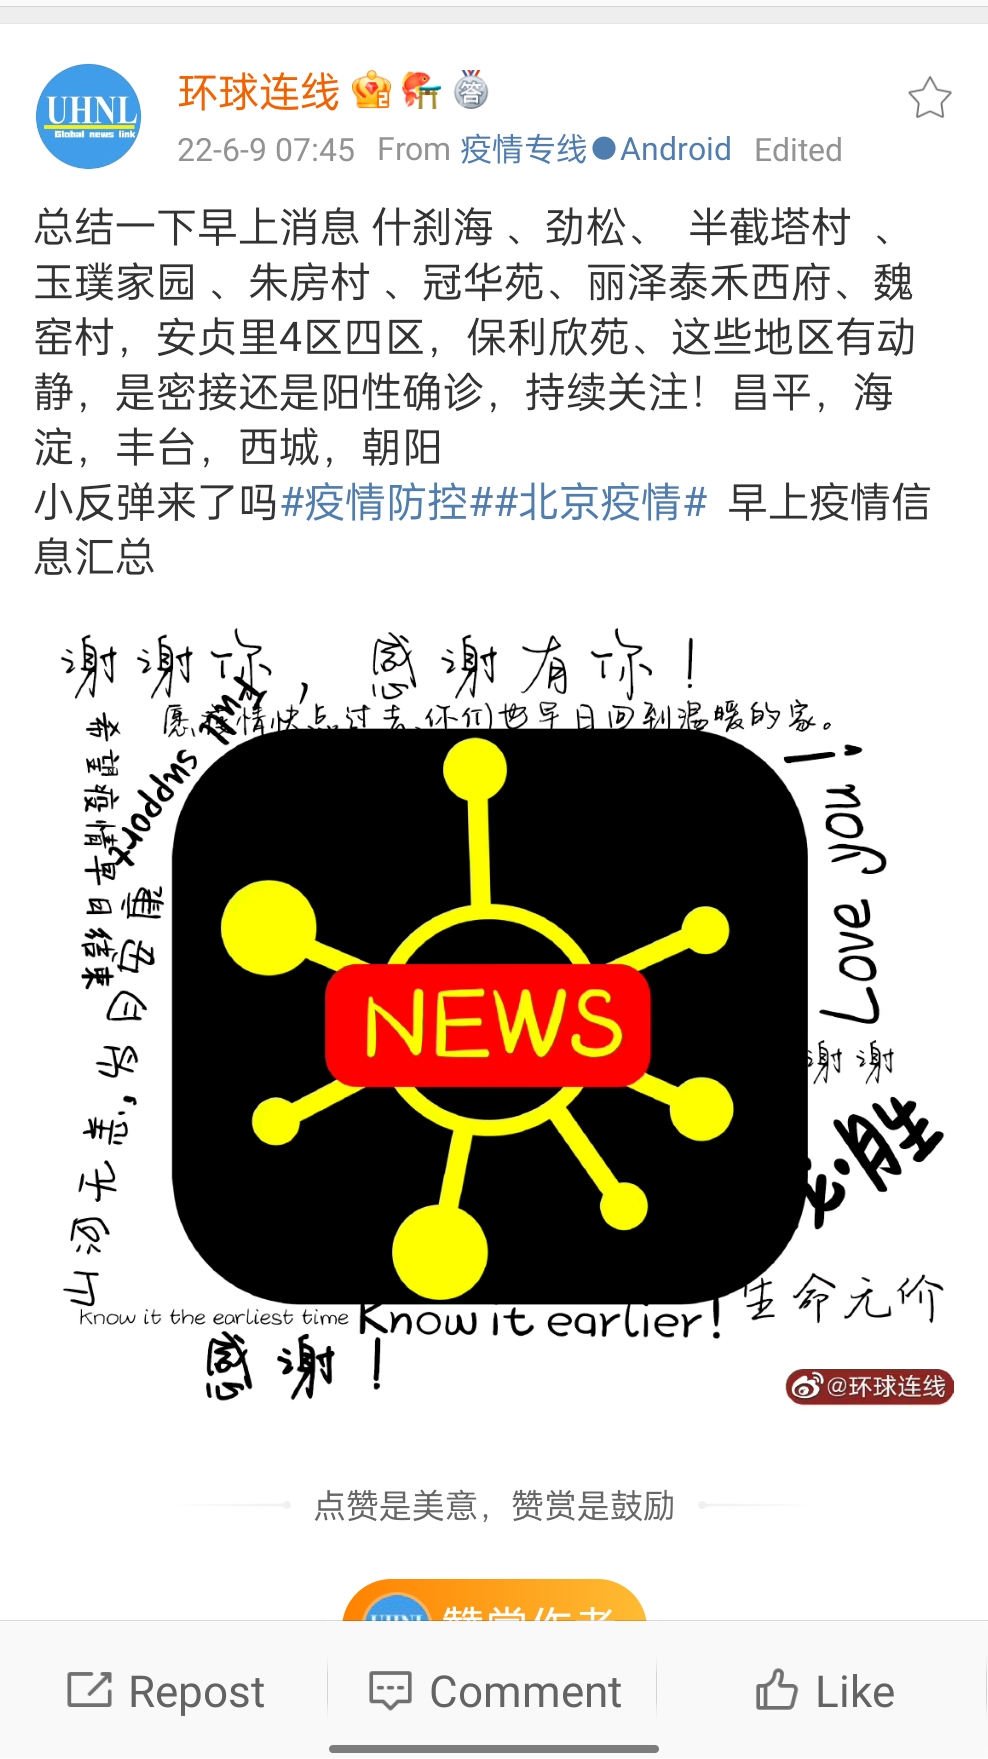 UHNL
Global news link
环球连线
答
22-6-9 07:45 From 疫情专线●Android Edited
总结一下早上消息 什刹海 、劲松、 半截塔村 、
玉璞家园 、朱房村 、冠华苑、丽泽泰禾西府、魏
窑村，安贞里4区四区，保利欣苑、这些地区有动
静，是密接还是阳性确诊，持续关注！昌平，海
淀，丰台，西城，朝阳
小反弹来了吗#疫情防控##北京疫情# 早上疫情信
息汇总
谢谢你，感谢有你！
愿疫情快点过去,你们也早日回到温暖的家。
Full support
希望疫情早日结束
山河无恙,
康
NEWS
I Love you!
谢谢
必胜
生命无价
Know it the earliest time
Know it earlier!
感谢！
@环球连线
点赞是美意，赞赏是鼓励
UHNL
赞赏作者
Repost
Comment
Like